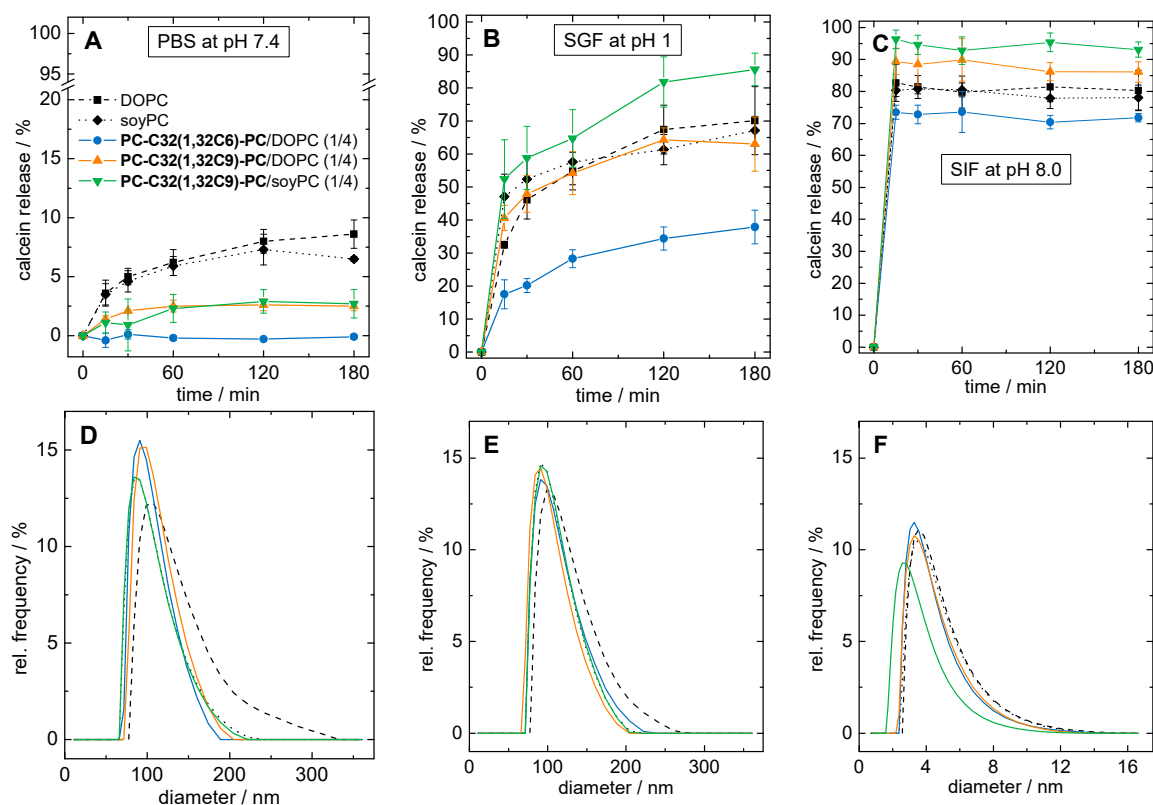 A
PBS at pH 7.4
100
95
20
15
10
5
0
calcein release / %
DOPC
soyPC
PC-C32(1,32C6)-PC/DOPC (1/4)
PC-C32(1,32C9)-PC/DOPC (1/4)
PC-C32(1,32C9)-PC/soyPC (1/4)
0 60 120 180
time / min
B
SGF at pH 1
100
90
80
70
60
50
40
30
20
10
0
calcein release / %
0 60 120 180
time / min
C
SIF at pH 8.0
100
90
80
70
60
50
40
30
20
10
0
calcein release / %
0 60 120 180
time / min
D
15
10
5
0
rel. frequency / %
0 100 200 300
diameter / nm
E
15
10
5
0
rel. frequency / %
0 100 200 300
diameter / nm
F
15
10
5
0
rel. frequency / %
0 4 8 12 16
diameter / nm